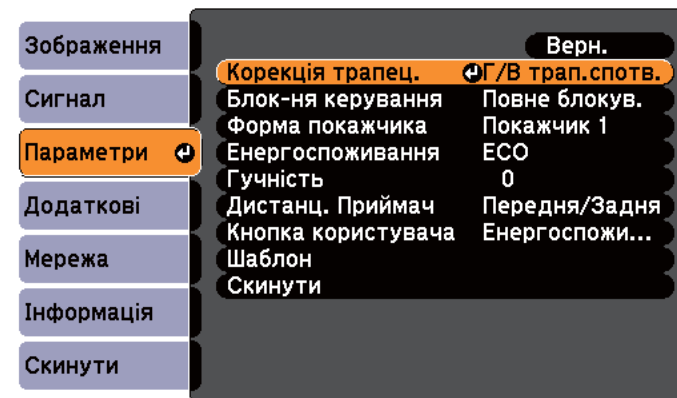 Зображення
Сигнал
Параметри
Додаткові
Мережа
Інформація
Скинути
Верн.
Корекція трапец. Г/В трап.спотв.
Блок-ня керування Повне блокув.
Форма покажчика Покажчик 1
Енергоспоживання ECO
Гучність 0
Дистанц. Приймач Передня/Задня
Кнопка користувача Енергоспожи...
Шаблон
Скинути